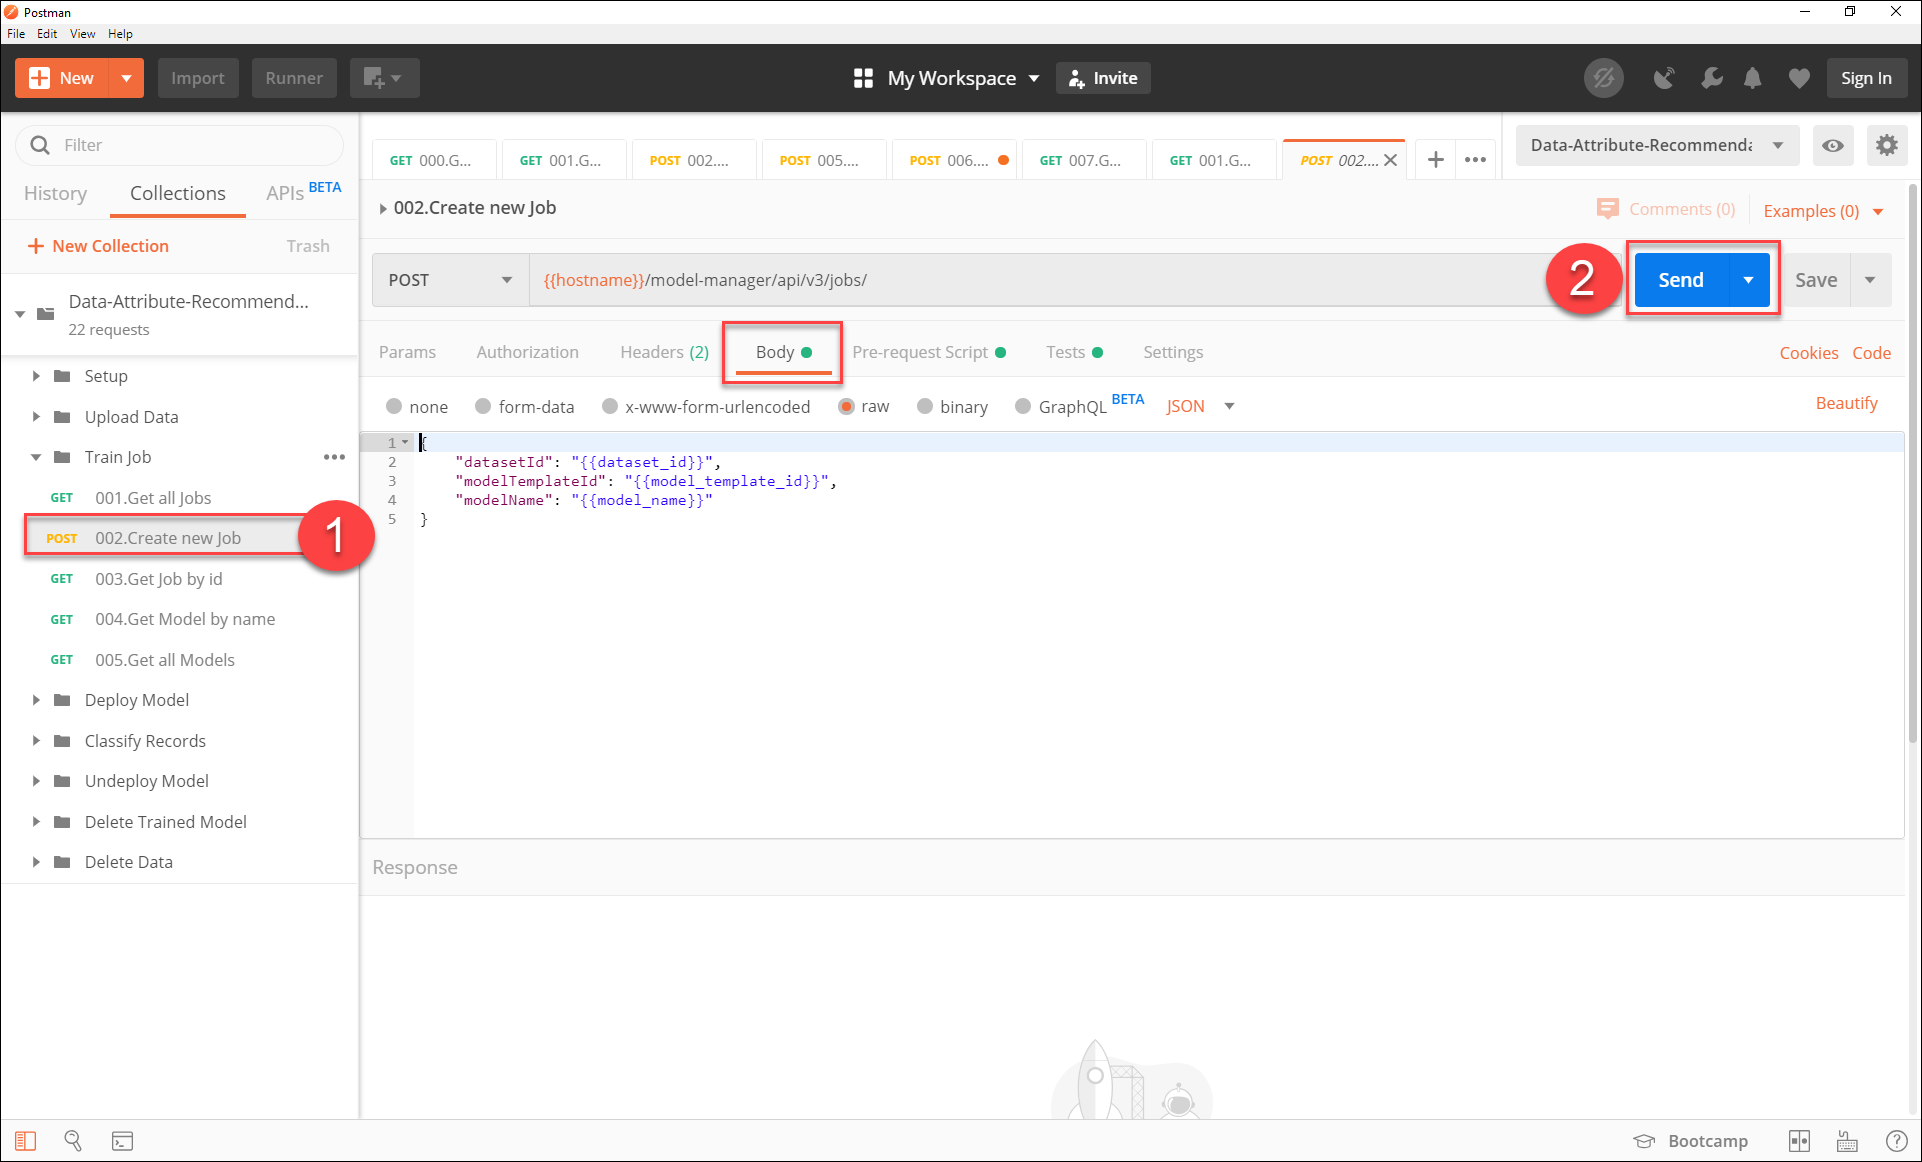 Postman
File Edit View Help
New Import Runner My Workspace Invite Sign In
Filter
History Collections APIs BETA
New Collection Trash
Data-Attribute-Recommend...
22 requests
Setup
Upload Data
Train Job
GET 001.Get all Jobs
POST 002.Create new Job 1
GET 003.Get Job by id
GET 004.Get Model by name
GET 005.Get all Models
Deploy Model
Classify Records
Undeploy Model
Delete Trained Model
Delete Data
GET 000.G... GET 001.G... POST 002.... POST 005.... POST 006.... GET 007.G... GET 001.G... POST 002.... Data-Attribute-Recommenda
002.Create new Job Comments (0) Examples (0)
POST {{hostname}}/model-manager/api/v3/jobs/ 2 Send Save
Params Authorization Headers (2) Body Pre-request Script Tests Settings Cookies Code
none form-data x-www-form-urlencoded raw binary GraphQL BETA JSON Beautify
1 {
2 "datasetId": "{{dataset_id}}",
3 "modelTemplateId": "{{model_template_id}}",
4 "modelName": "{{model_name}}"
5 }
Response
Bootcamp